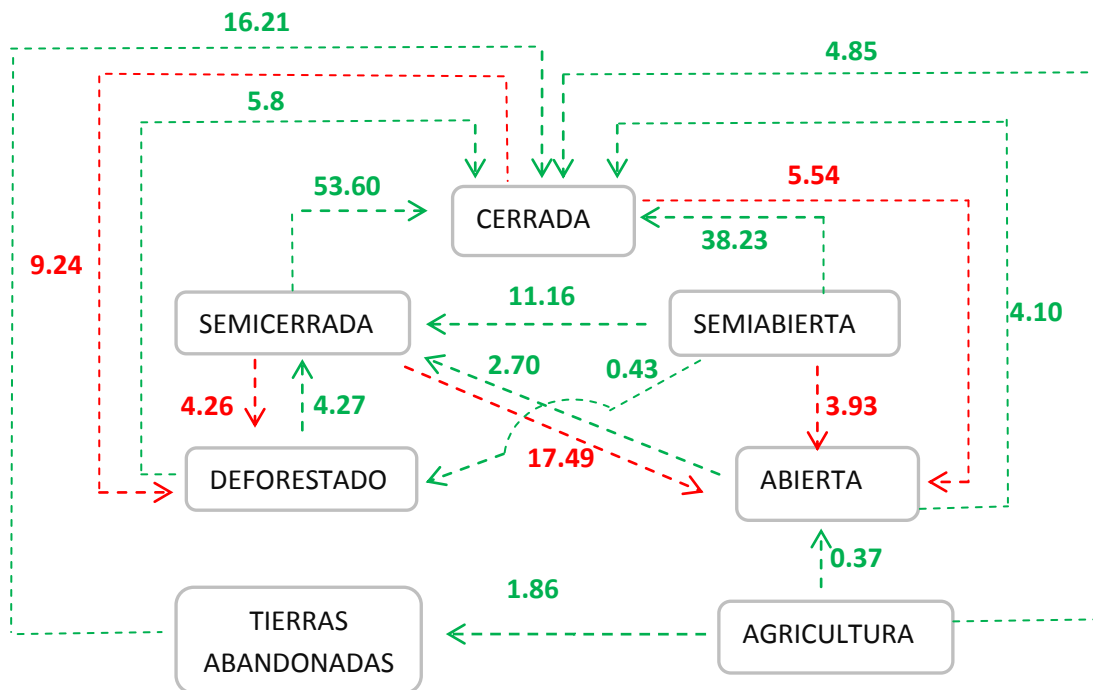 16.21
4.85
5.8
53.60
5.54
CERRADA
38.23
9.24
11.16
SEMICERRADA
SEMIABIERTA
4.10
2.70
0.43
4.26
4.27
3.93
17.49
DEFORESTADO
ABIERTA
0.37
1.86
TIERRAS
ABANDONADAS
AGRICULTURA